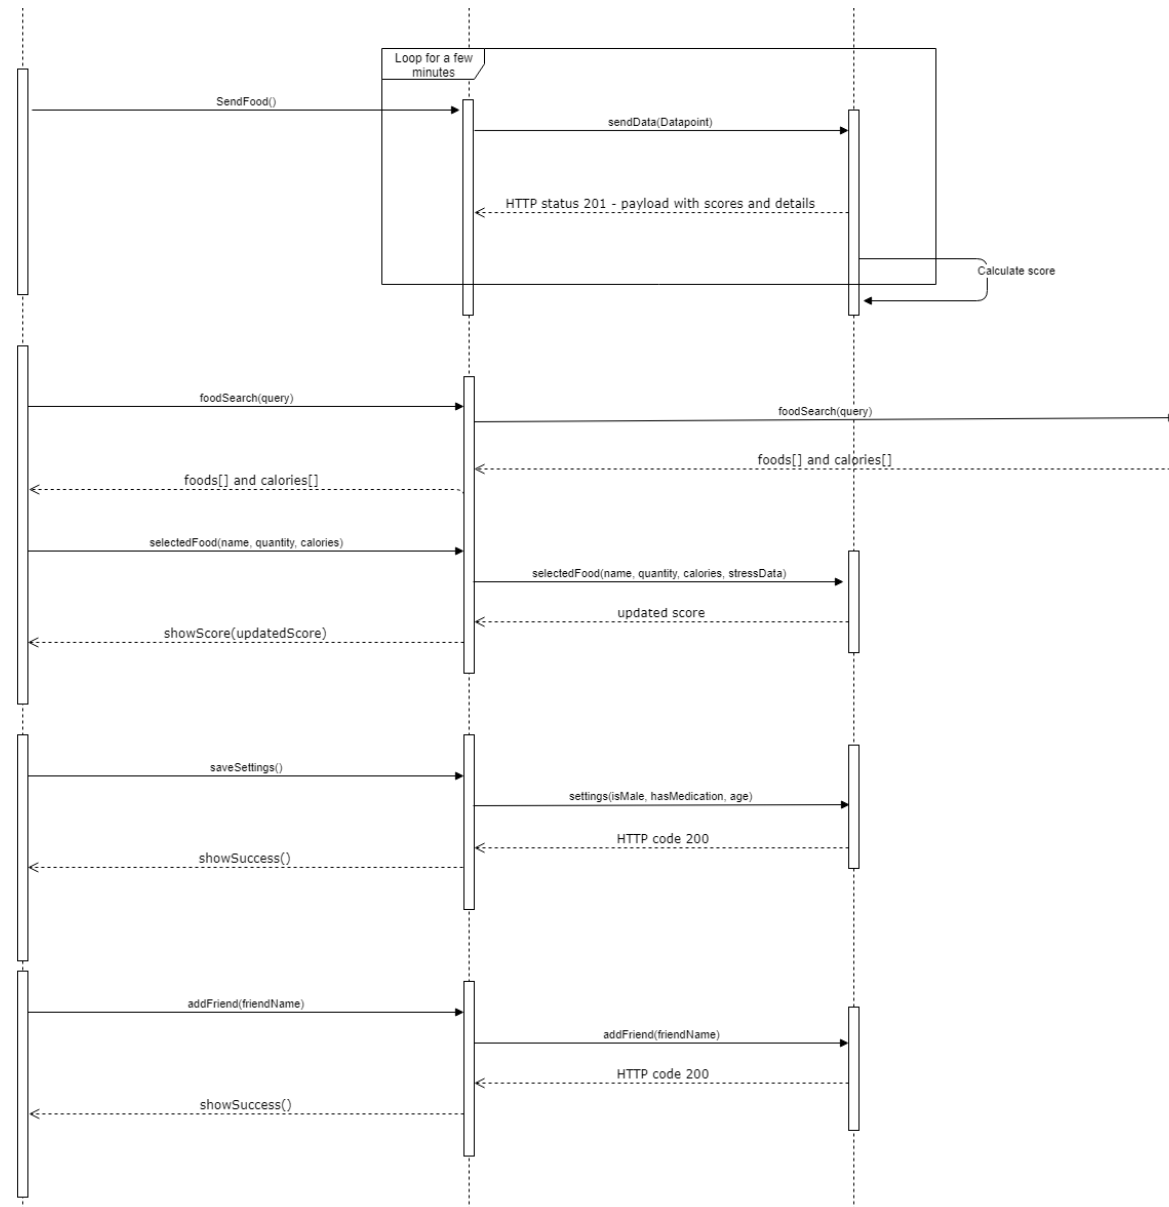 Loop for a few
minutes
SendFood()
sendData(Datapoint)
HTTP status 201 - payload with scores and details
Calculate score
foodSearch(query)
foodSearch(query)
foods[] and calories[]
foods[] and calories[]
selectedFood(name, quantity, calories)
selectedFood(name, quantity, calories, stressData)
updated score
showScore(updatedScore)
saveSettings()
settings(isMale, hasMedication, age)
HTTP code 200
showSuccess()
addFriend(friendName)
addFriend(friendName)
HTTP code 200
showSuccess()